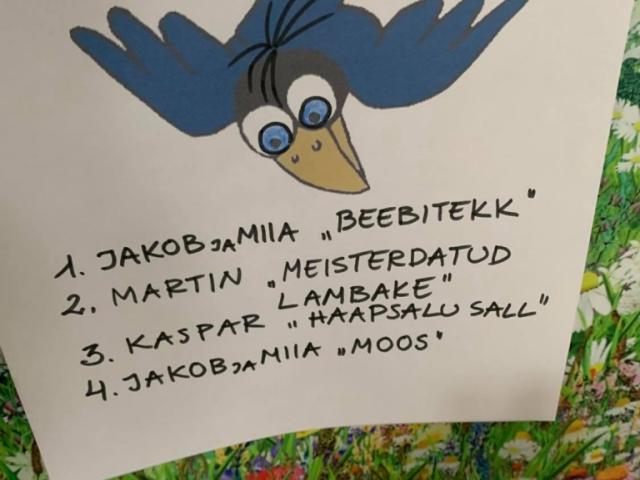 1. JAKOB JA MIIA „BEEBITEKK"
2. MARTIN „MEISTERDATUD
LAMBAKE"
3. KASPAR „HAAPSALU SALL"
4. JAKOB JA MIIA „MOOS"